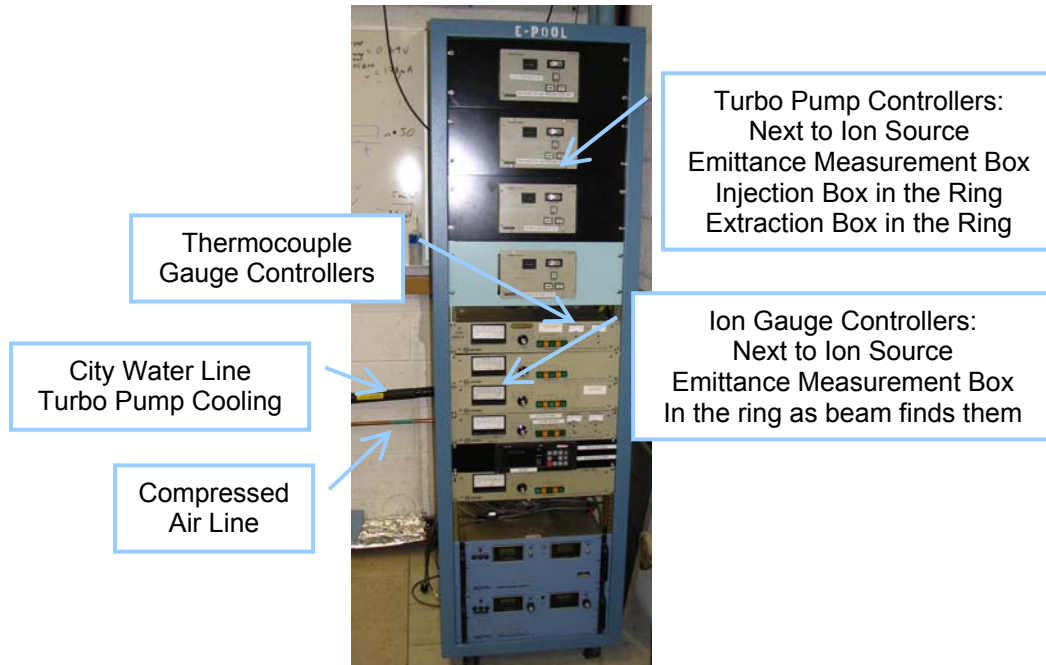 E-POOL
Turbo Pump Controllers:
Next to Ion Source
Emittance Measurement Box
Injection Box in the Ring
Extraction Box in the Ring
Thermocouple
Gauge Controllers
Ion Gauge Controllers:
Next to Ion Source
Emittance Measurement Box
In the ring as beam finds them
City Water Line
Turbo Pump Cooling
Compressed
Air Line